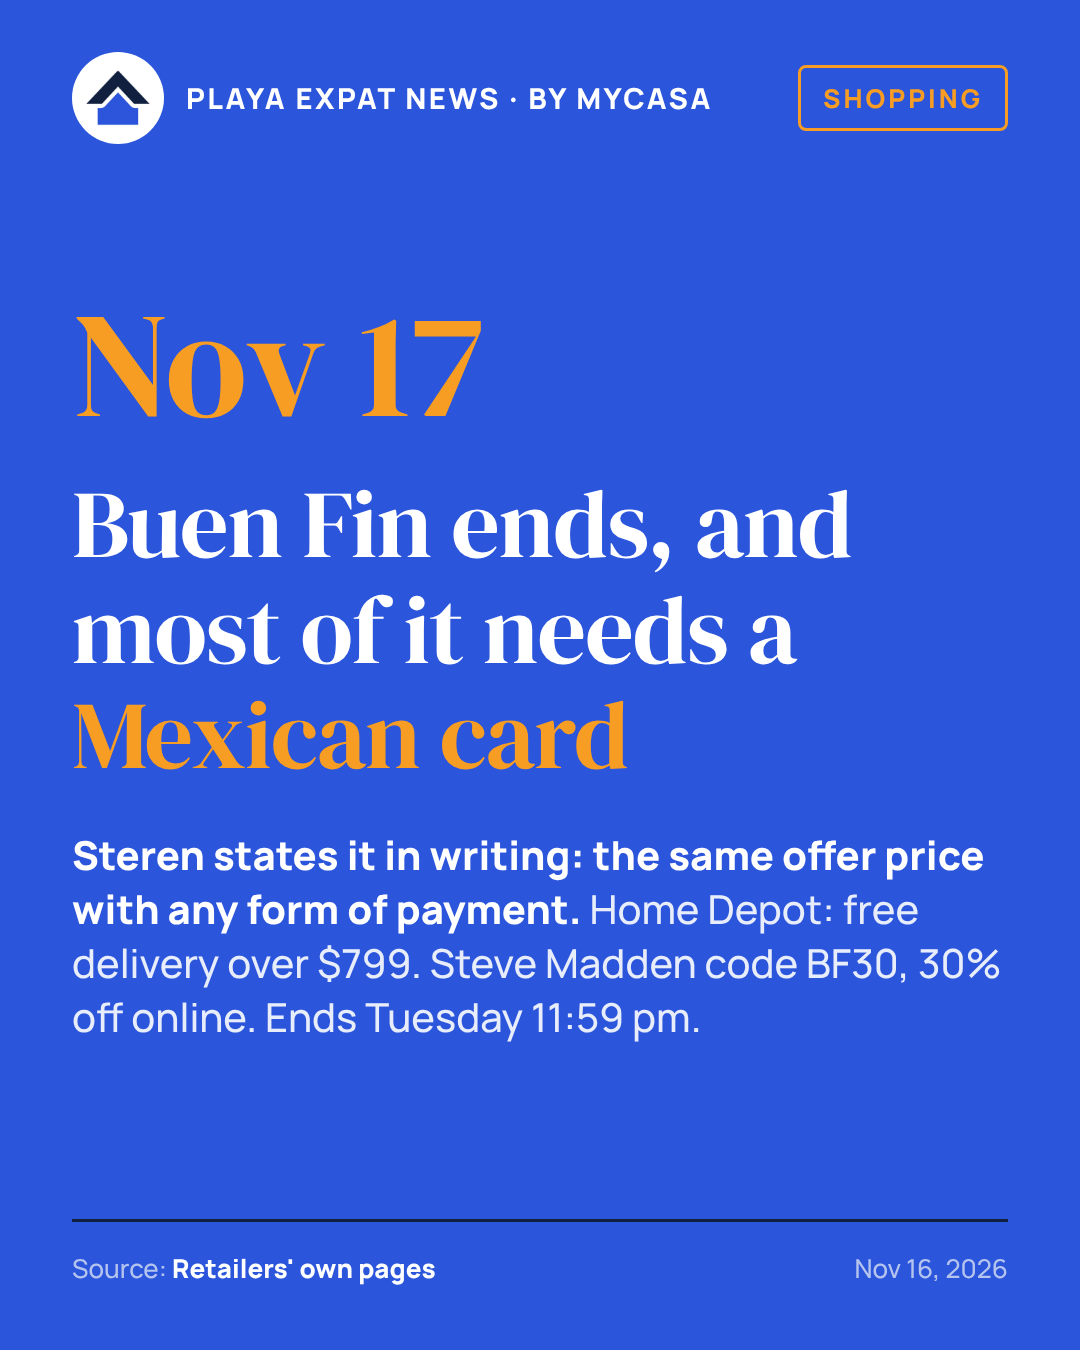 PLAYA EXPAT NEWS · BY MYCASA
SHOPPING
Nov 17
Buen Fin ends, and
most of it needs a
Mexican card
Steren states it in writing: the same offer price
with any form of payment. Home Depot: free
delivery over $799. Steve Madden code BF30, 30%
off online. Ends Tuesday 11:59 pm.
Source: Retailers' own pages
Nov 16, 2026